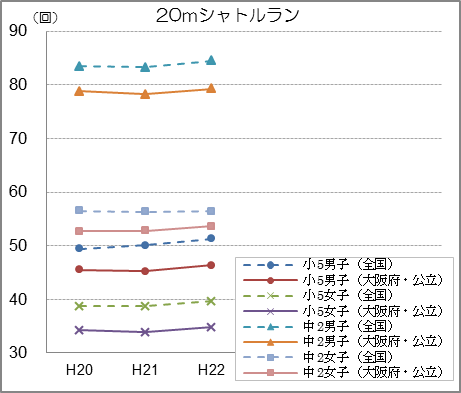 20mシャトルラン
（回）
90
80
70
60
50
40
30
H20 H21 H22
小5男子（全国）
小5男子（大阪府・公立）
小5女子（全国）
小5女子（大阪府・公立）
中2男子（全国）
中2男子（大阪府・公立）
中2女子（全国）
中2女子（大阪府・公立）